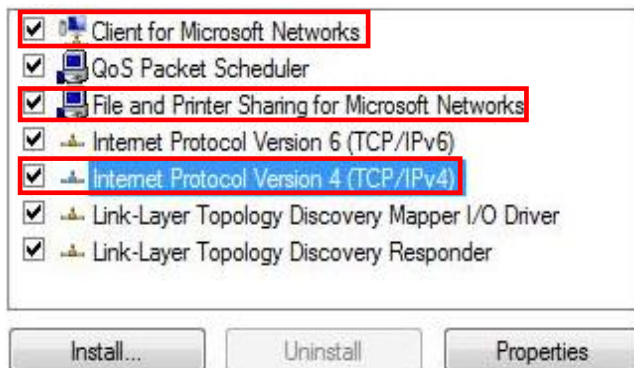 Client for Microsoft Networks
QoS Packet Scheduler
File and Printer Sharing for Microsoft Networks
Internet Protocol Version 6 (TCP/IPv6)
Internet Protocol Version 4 (TCP/IPv4)
Link-Layer Topology Discovery Mapper I/O Driver
Link-Layer Topology Discovery Responder
Install... Uninstall Properties